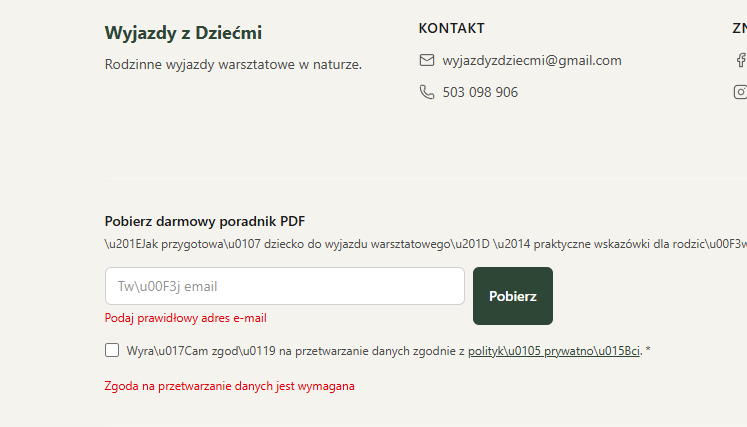 Wyjazdy z Dziećmi
Rodzinne wyjazdy warsztatowe w naturze.
KONTAKT
wyjazdyzdziecmi@gmail.com
503 098 906
ZN
Pobierz darmowy poradnik PDF
\u201EJak przygotowa\u0107 dziecko do wyjazdu warsztatowego\u201D \u2014 praktyczne wskazówki dla rodzic\u00F3w
Tw\u00F3j email
Pobierz
Podaj prawidłowy adres e-mail
Wyra\u017Cam zgod\u0119 na przetwarzanie danych zgodnie z polityk\u0105 prywatno\u015Bci. *
Zgoda na przetwarzanie danych jest wymagana